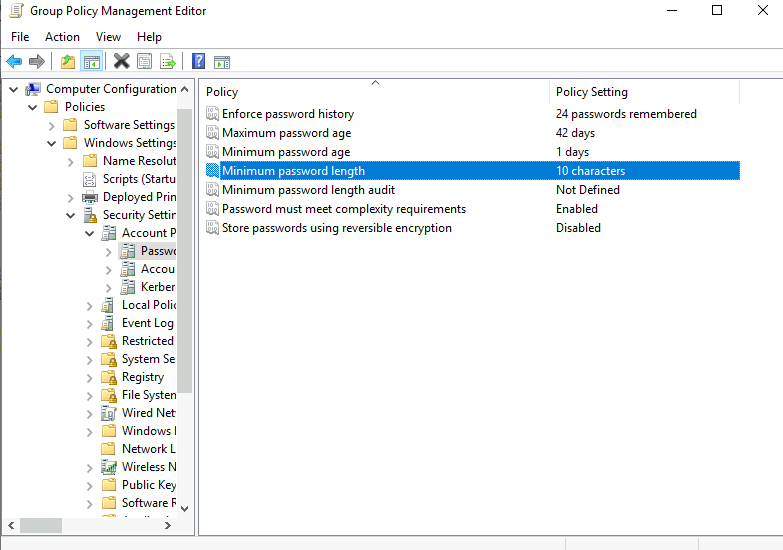 Group Policy Management Editor
File Action View Help
Computer Configuration
Policies
Software Settings
Windows Settings
Name Resolut
Scripts (Startu
Deployed Prin
Security Settin
Account P
Passwo
Accou
Kerber
Local Polic
Event Log
Restricted
System Se
Registry
File System
Wired Net
Windows
Network L
Wireless N
Public Key
Software R
Policy Policy Setting
Enforce password history 24 passwords remembered
Maximum password age 42 days
Minimum password age 1 days
Minimum password length 10 characters
Minimum password length audit Not Defined
Password must meet complexity requirements Enabled
Store passwords using reversible encryption Disabled